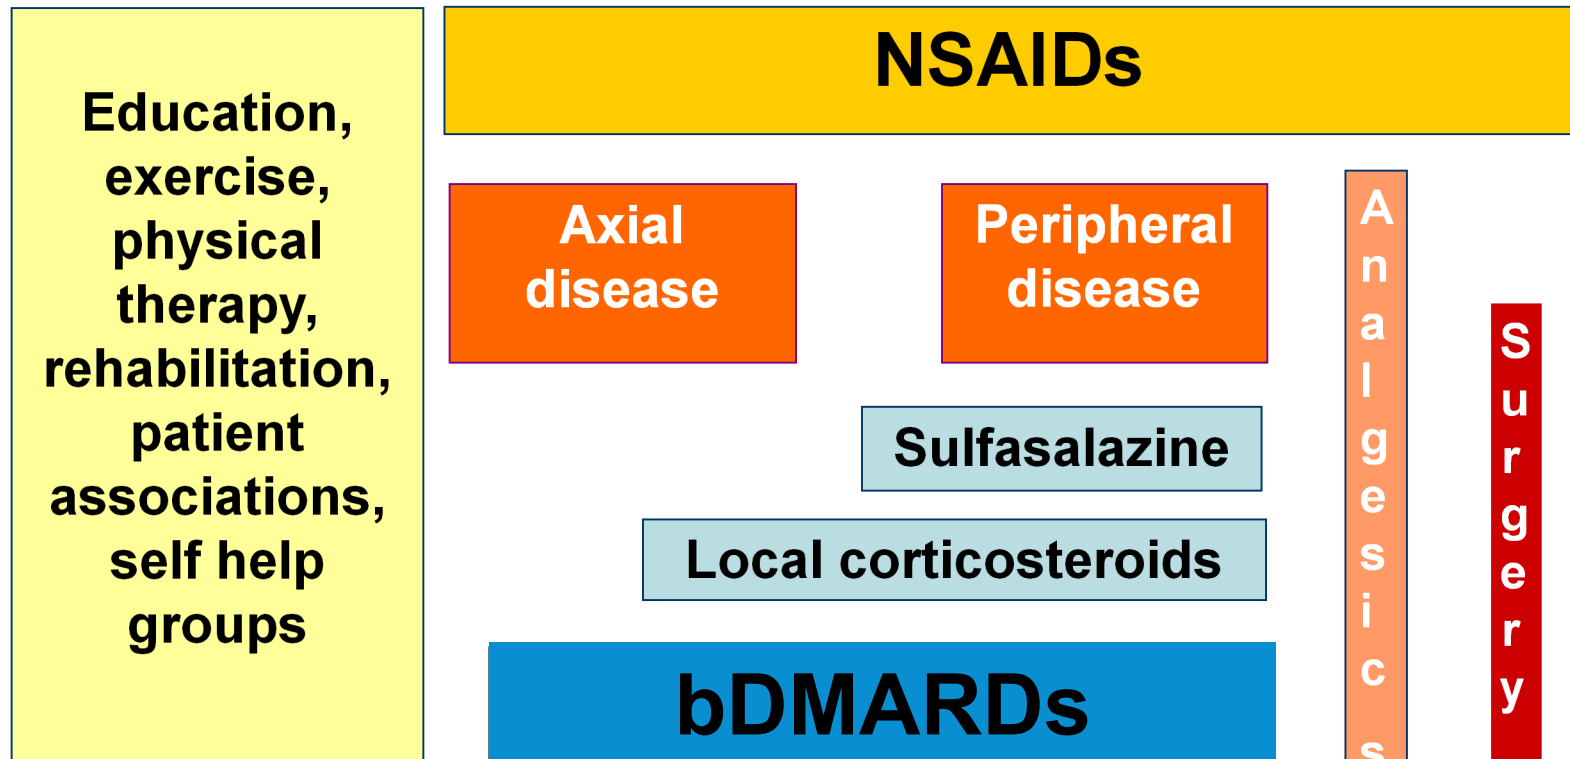 Education,
exercise,
physical
therapy,
rehabilitation,
patient
associations,
self help
groups
NSAIDs
Axial
disease
Peripheral
disease
Sulfasalazine
Local corticosteroids
bDMARDs
Analgesics
Surgery